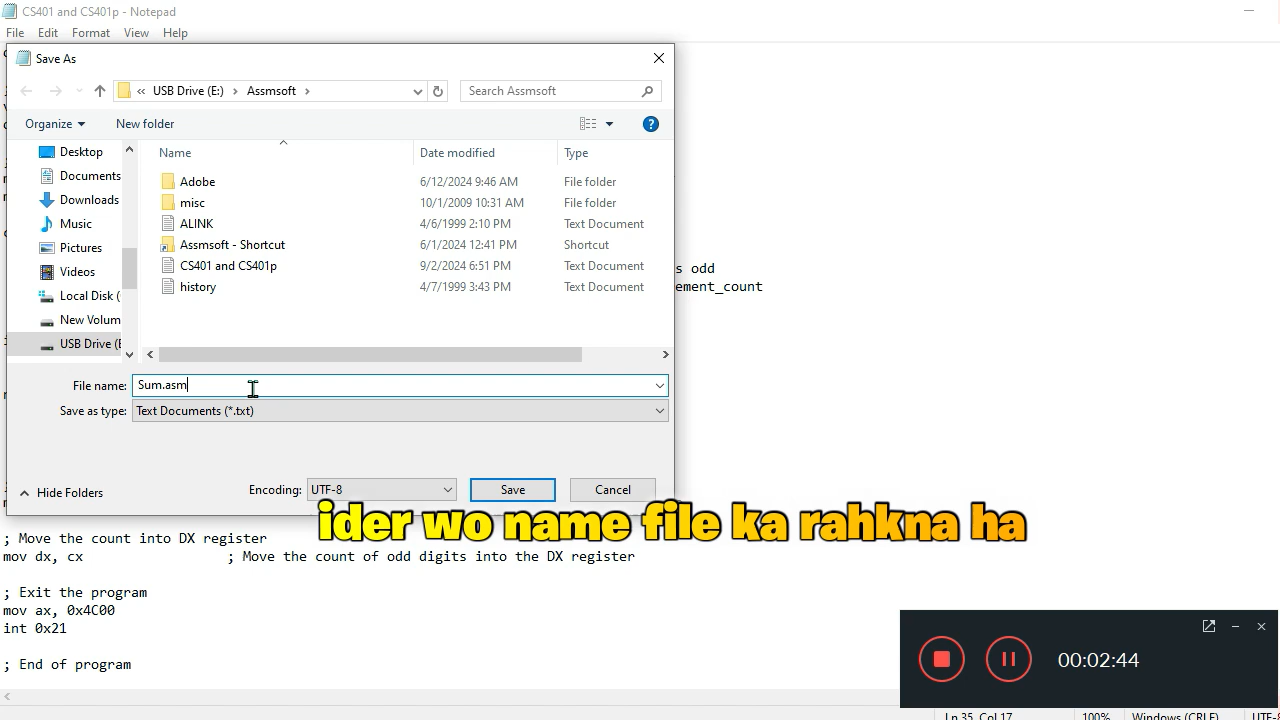 CS401 and CS401p - Notepad
File Edit Format View Help
Save As
« USB Drive (E:) > Assmsoft >
Search Assmsoft
Organize New folder
Name Date modified Type
Desktop
Documents
Downloads
Music
Pictures
Videos
Local Disk (
New Volum
USB Drive (E
Adobe 6/12/2024 9:46 AM File folder
misc 10/1/2009 10:31 AM File folder
ALINK 4/6/1999 2:10 PM Text Document
Assmsoft - Shortcut 6/1/2024 12:41 PM Shortcut
CS401 and CS401p 9/2/2024 6:51 PM Text Document
history 4/7/1999 3:43 PM Text Document
s odd
ement_count
File name: Sum.asm
Save as type: Text Documents (*.txt)
Hide Folders
Encoding: UTF-8
Save Cancel
ider wo name file ka rahkna ha
; Move the count into DX register
mov dx, cx ; Move the count of odd digits into the DX register
; Exit the program
mov ax, 0x4C00
int 0x21
; End of program
00:02:44
Ln 35, Col 17 100% Windows (CRLF) UTF-8